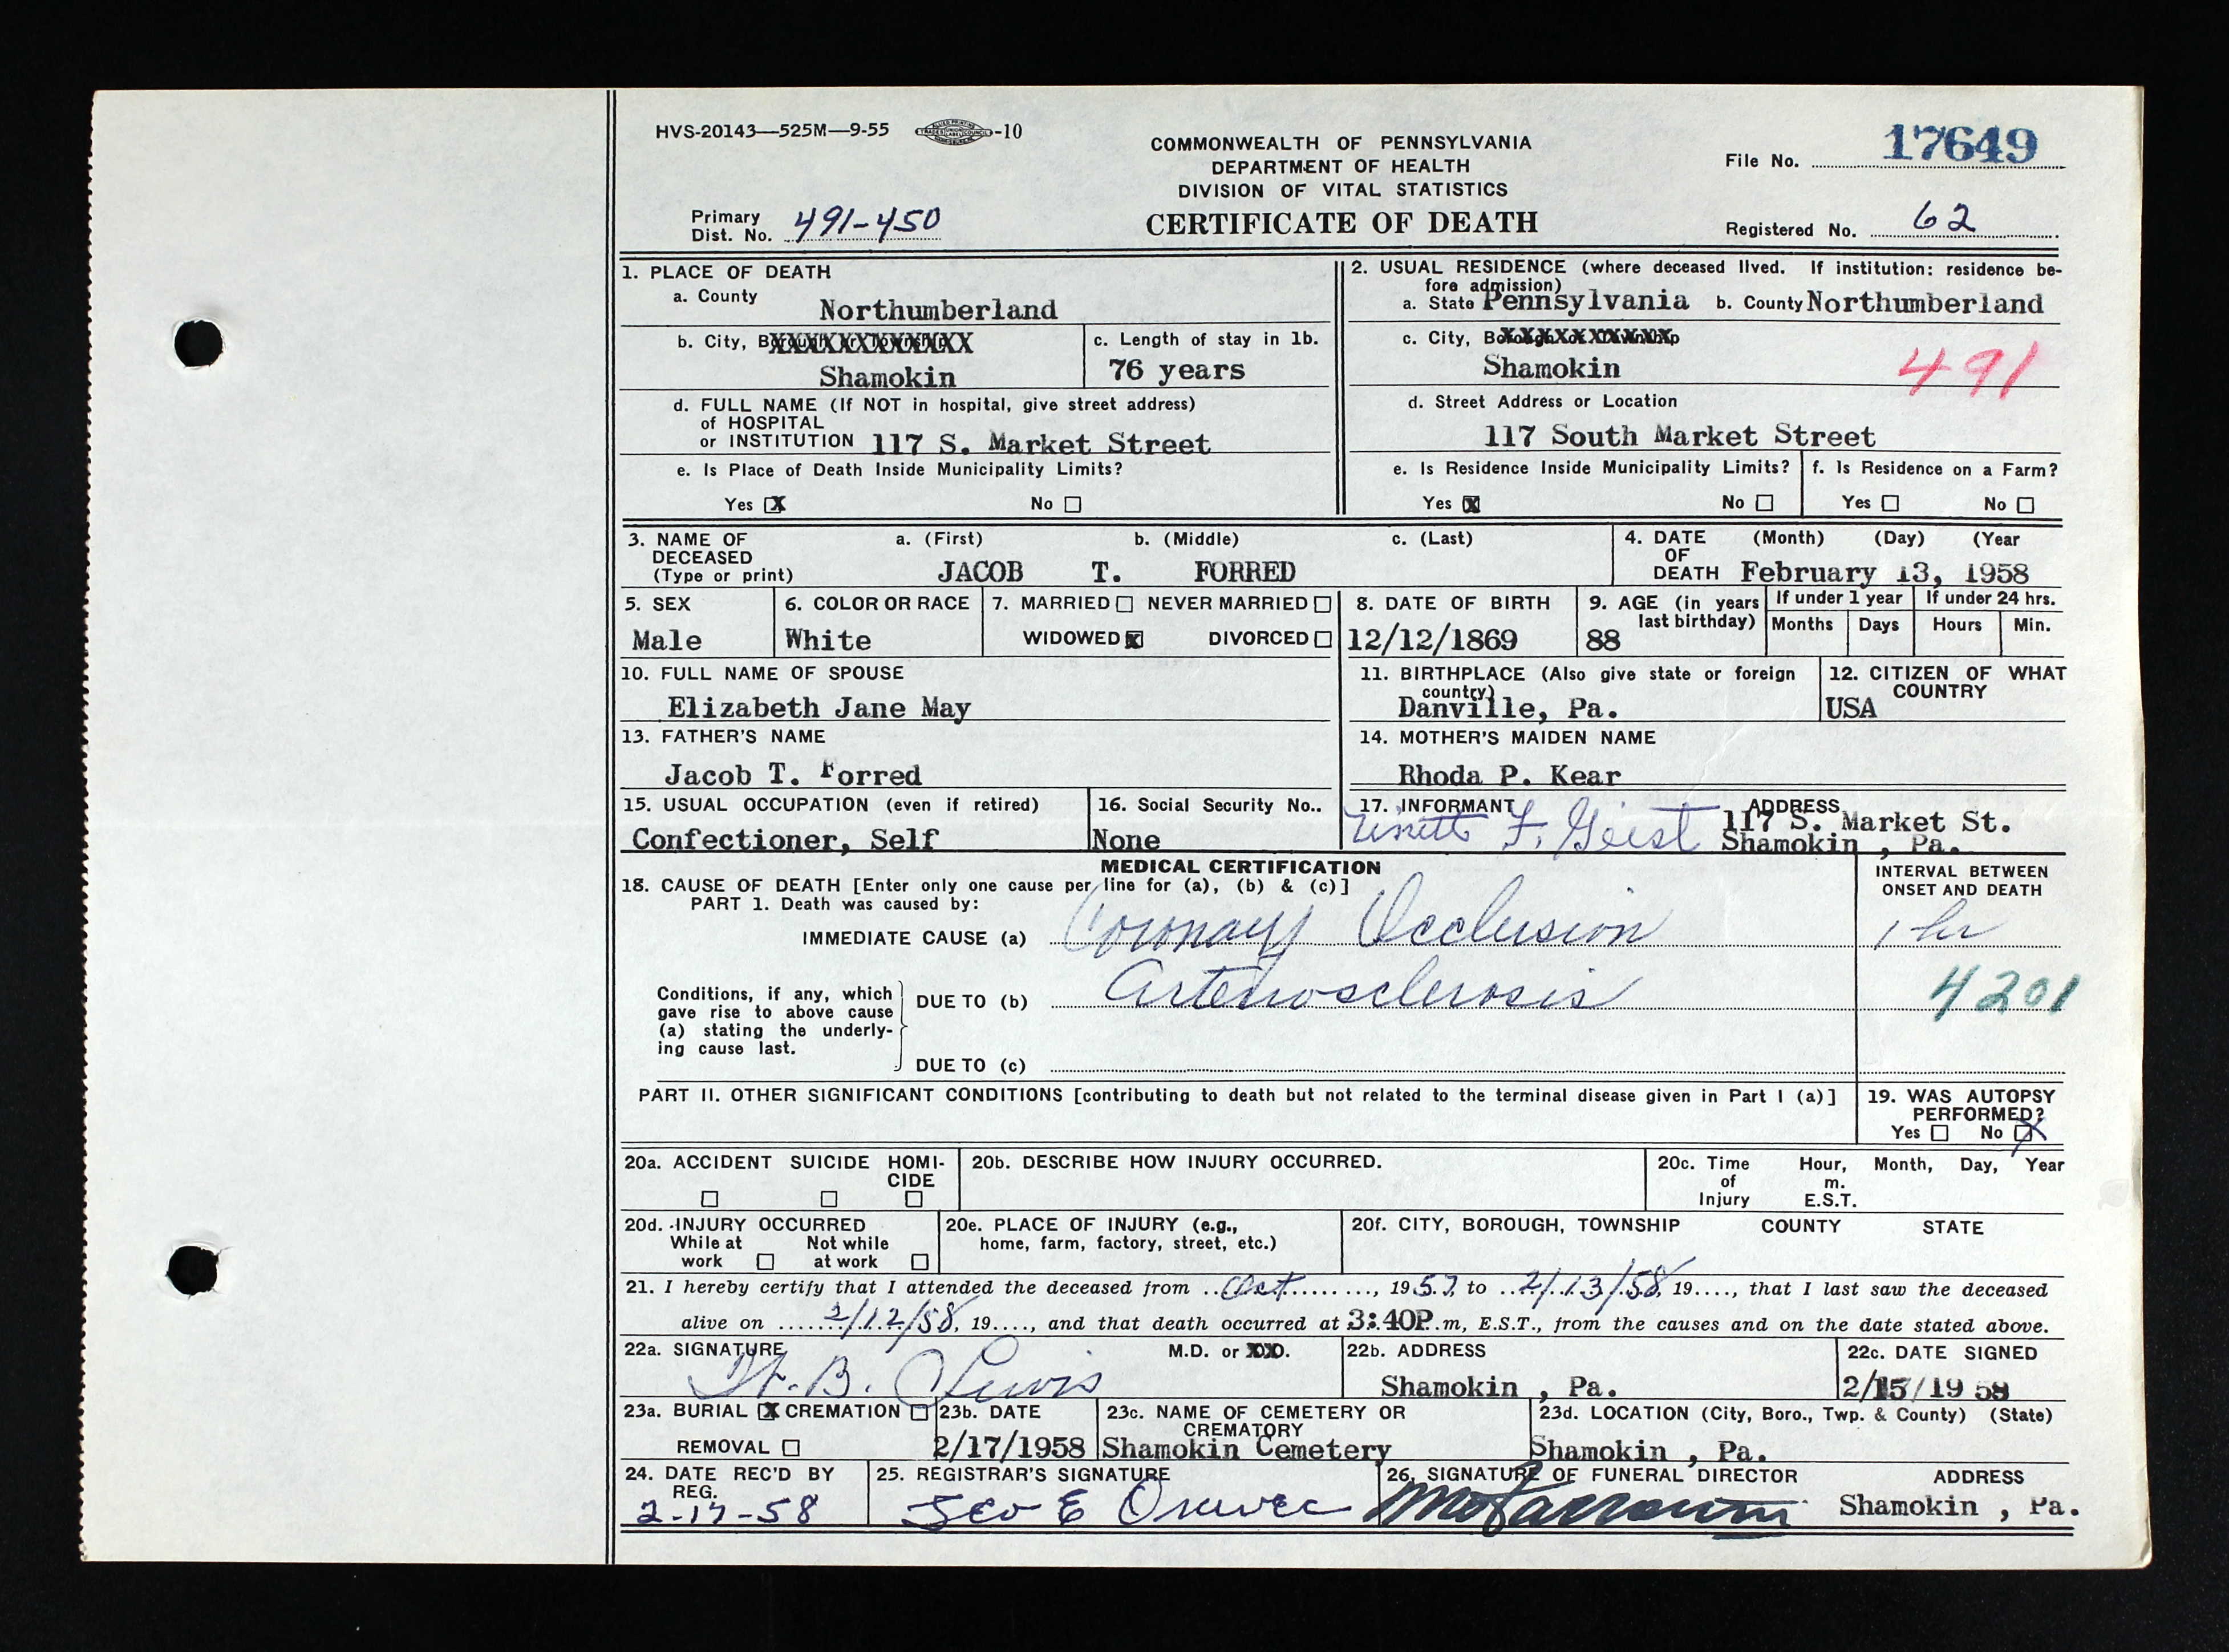 HVS-20143—525M—9-55 -10
COMMONWEALTH OF PENNSYLVANIA
DEPARTMENT OF HEALTH
DIVISION OF VITAL STATISTICS
CERTIFICATE OF DEATH
File No. 17649
Primary
Dist. No. 491-450
Registered No. 62
1. PLACE OF DEATH
a. County
Northumberland
b. City, Borough or Township XXXXXXXXXXXXX
Shamokin
c. Length of stay in 1b.
76 years
d. FULL NAME (If NOT in hospital, give street address)
of HOSPITAL
or INSTITUTION 117 S. Market Street
e. Is Place of Death Inside Municipality Limits?
Yes X No
2. USUAL RESIDENCE (where deceased lived. If institution: residence be-
fore admission)
a. State Pennsylvania b. County Northumberland
c. City, Borough or Township XXXXXXXXXXX
Shamokin
491
d. Street Address or Location
117 South Market Street
e. Is Residence Inside Municipality Limits?
Yes X No
f. Is Residence on a Farm?
Yes No
3. NAME OF
DECEASED
(Type or print)
a. (First) b. (Middle) c. (Last)
JACOB T. FORRED
4. DATE (Month) (Day) (Year
OF
DEATH February 13, 1958
5. SEX
Male
6. COLOR OR RACE
White
7. MARRIED NEVER MARRIED
WIDOWED X DIVORCED
8. DATE OF BIRTH
12/12/1869
9. AGE (in years
last birthday)
88
If under 1 year
Months Days
If under 24 hrs.
Hours Min.
10. FULL NAME OF SPOUSE
Elizabeth Jane May
11. BIRTHPLACE (Also give state or foreign
country)
Danville, Pa.
12. CITIZEN OF WHAT
COUNTRY
USA
13. FATHER'S NAME
Jacob T. Forred
14. MOTHER'S MAIDEN NAME
Rhoda P. Kear
15. USUAL OCCUPATION (even if retired)
Confectioner, Self
16. Social Security No..
None
17. INFORMANT
F. Geist
ADDRESS
117 S. Market St.
Shamokin , Pa.
MEDICAL CERTIFICATION
18. CAUSE OF DEATH [Enter only one cause per line for (a), (b) & (c)]
PART 1. Death was caused by:
INTERVAL BETWEEN
ONSET AND DEATH
IMMEDIATE CAUSE (a) Coronary Occlusion 1 hr
Conditions, if any, which
gave rise to above cause
(a) stating the underly-
ing cause last.
DUE TO (b) Arteriosclerosis
4201
DUE TO (c)
PART II. OTHER SIGNIFICANT CONDITIONS [contributing to death but not related to the terminal disease given in Part I (a)]
19. WAS AUTOPSY
PERFORMED?
Yes No X
20a. ACCIDENT SUICIDE HOMI-
CIDE
20b. DESCRIBE HOW INJURY OCCURRED.
20c. Time
of
Injury
Hour, Month, Day, Year
m.
E.S.T.
20d. INJURY OCCURRED
While at Not while
work at work
20e. PLACE OF INJURY (e.g.,
home, farm, factory, street, etc.)
20f. CITY, BOROUGH, TOWNSHIP COUNTY STATE
21. I hereby certify that I attended the deceased from Oct, 1957, to 2/13/58, 19...., that I last saw the deceased
alive on 2/12/58, 19...., and that death occurred at 3:40P.m, E.S.T., from the causes and on the date stated above.
22a. SIGNATURE M.D. or XXX.
B. Lewis
22b. ADDRESS
Shamokin , Pa.
22c. DATE SIGNED
2/15/1958
23a. BURIAL X CREMATION
REMOVAL
23b. DATE
2/17/1958
23c. NAME OF CEMETERY OR
CREMATORY
Shamokin Cemetery
23d. LOCATION (City, Boro., Twp. & County) (State)
Shamokin , Pa.
24. DATE REC'D BY
REG.
2-17-58
25. REGISTRAR'S SIGNATURE
E
26. SIGNATURE OF FUNERAL DIRECTOR
ADDRESS
Shamokin , Pa.